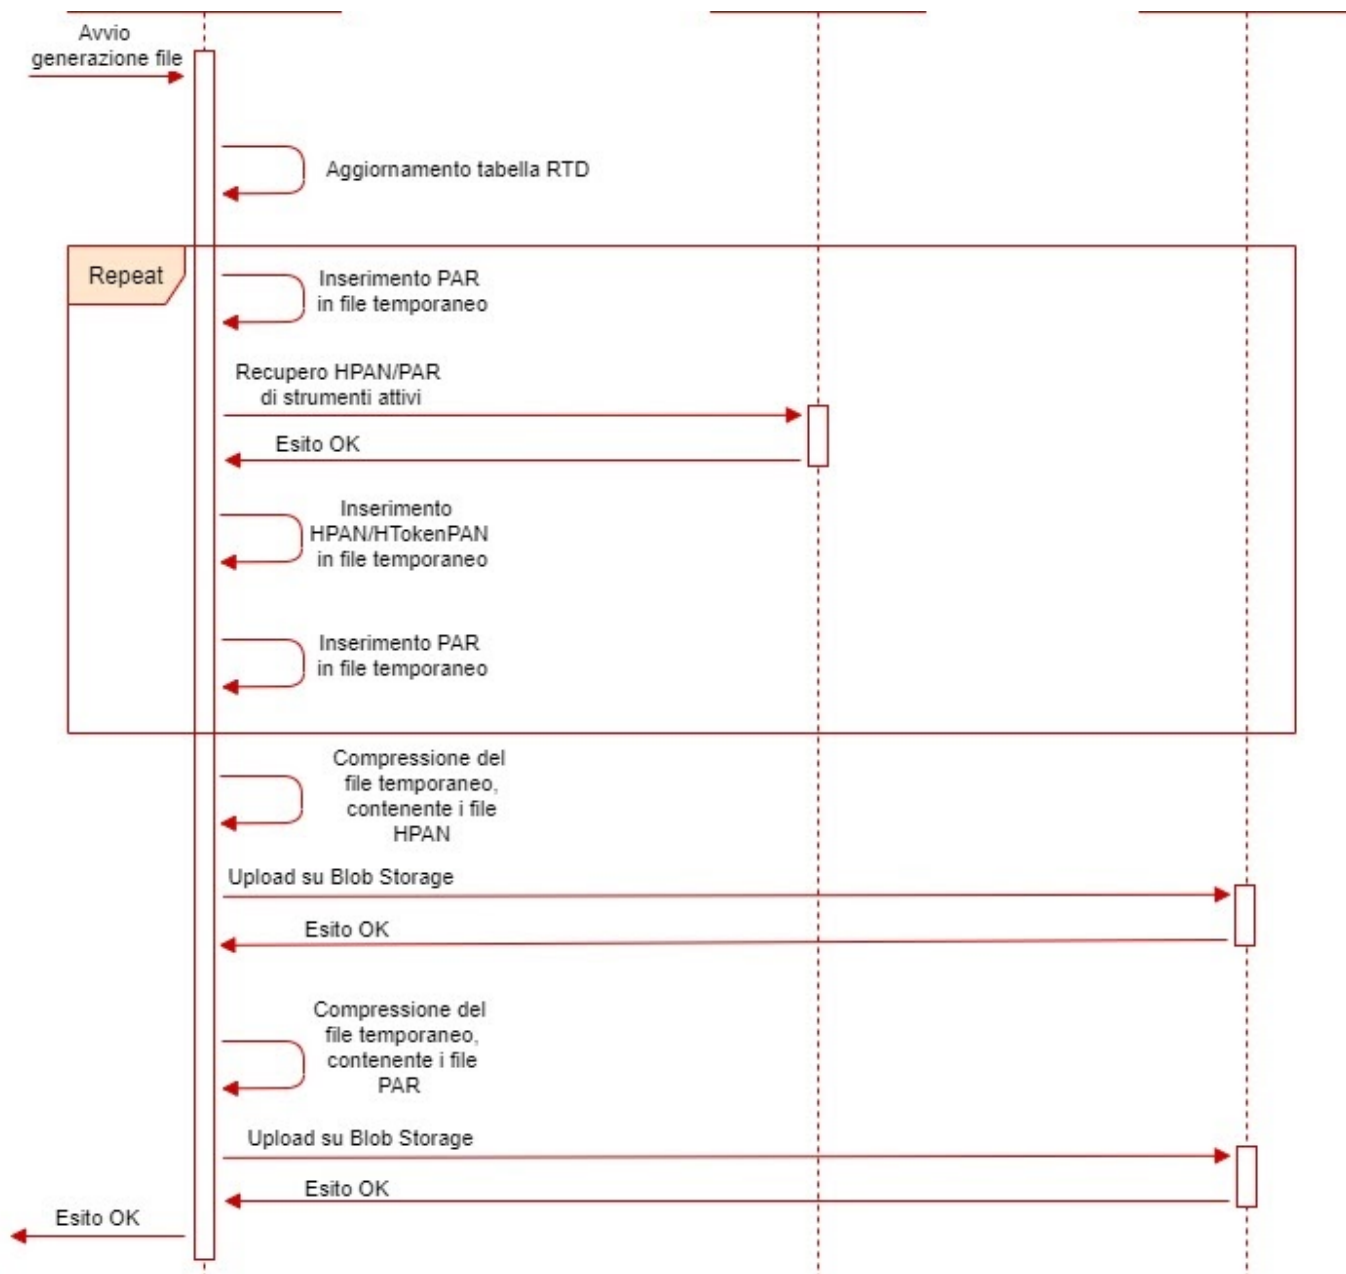 Avvio
generazione file
Aggiornamento tabella RTD
Repeat
Inserimento PAR
in file temporaneo
Recupero HPAN/PAR
di strumenti attivi
Esito OK
Inserimento
HPAN/HTokenPAN
in file temporaneo
Inserimento PAR
in file temporaneo
Compressione del
file temporaneo,
contenente i file
HPAN
Upload su Blob Storage
Esito OK
Compressione del
file temporaneo,
contenente i file
PAR
Upload su Blob Storage
Esito OK
Esito OK